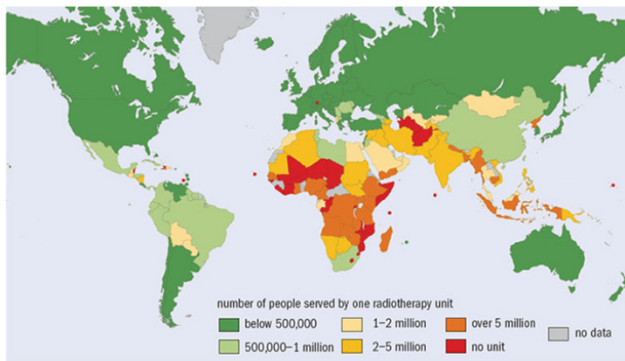 number of people served by one radiotherapy unit
below 500,000
1–2 million
over 5 million
no data
500,000–1 million
2–5 million
no unit